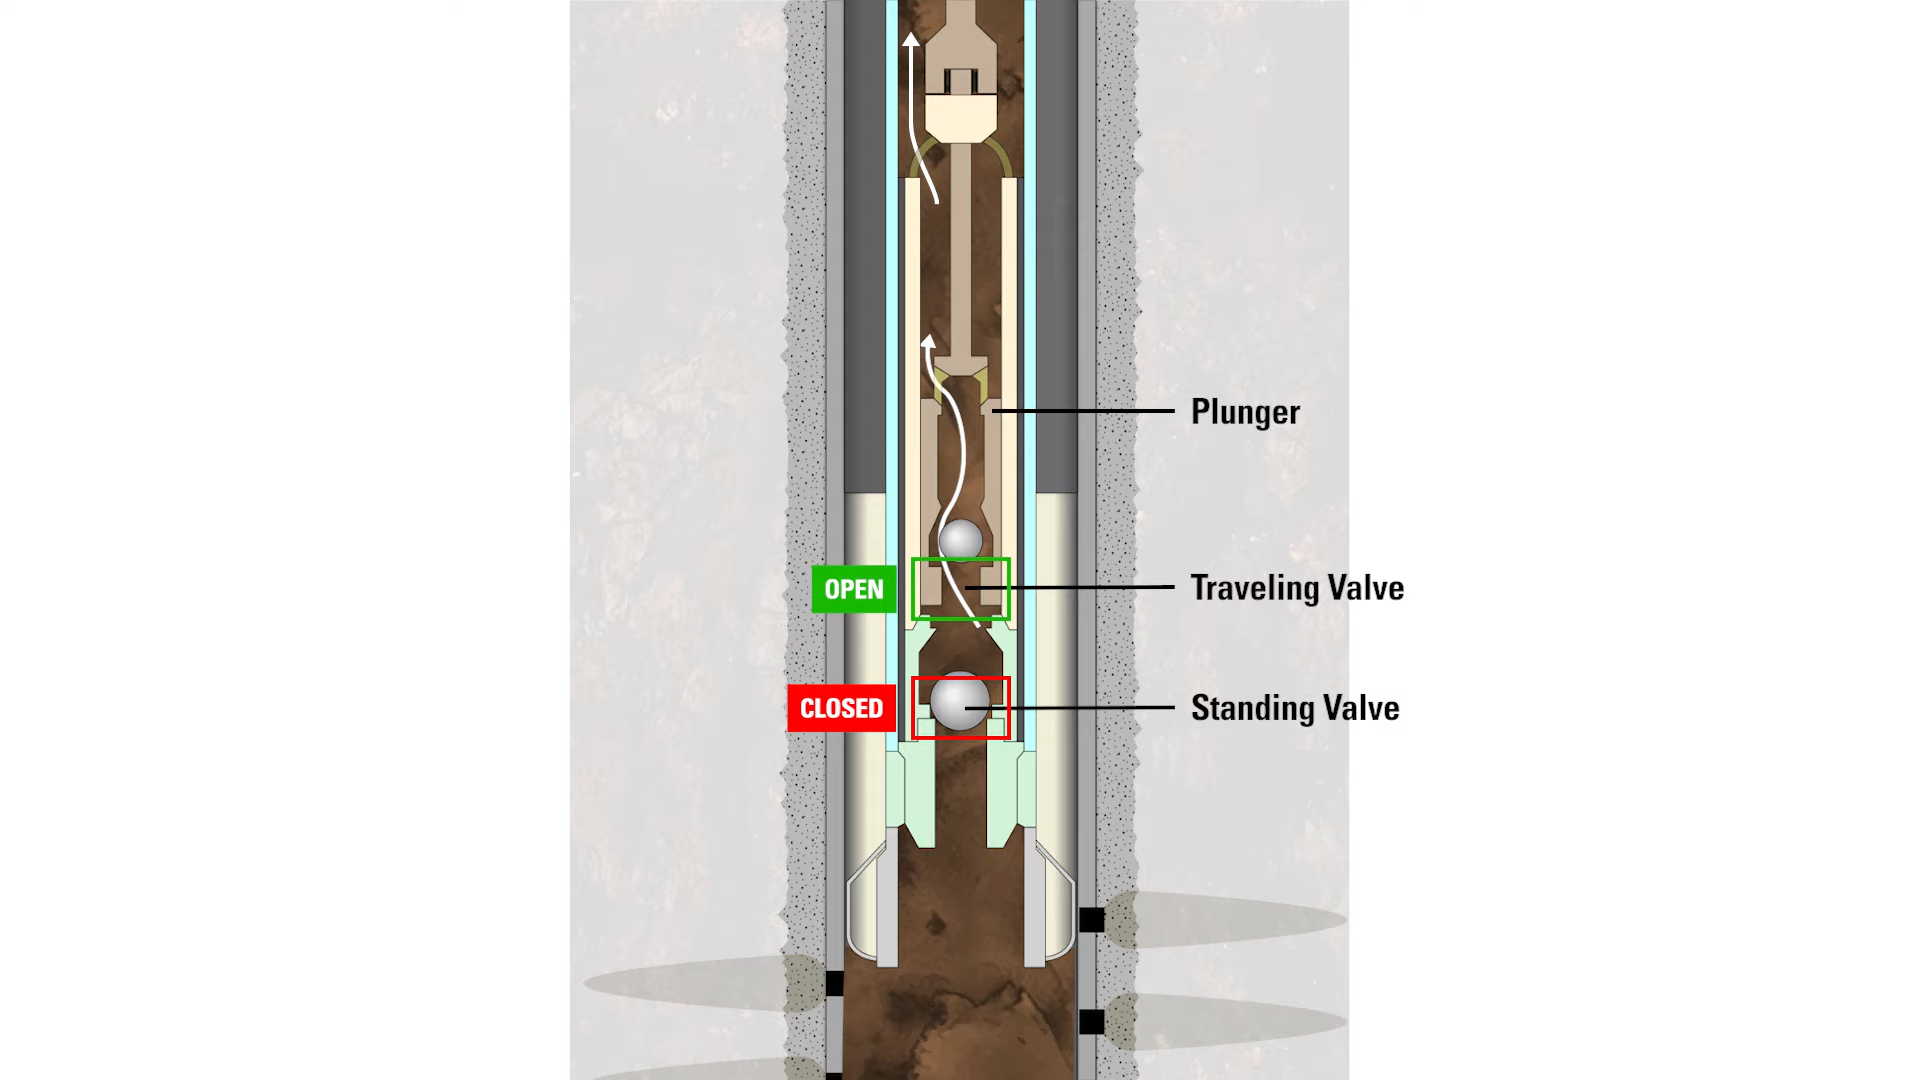 Plunger
OPEN
Traveling Valve
CLOSED
Standing Valve